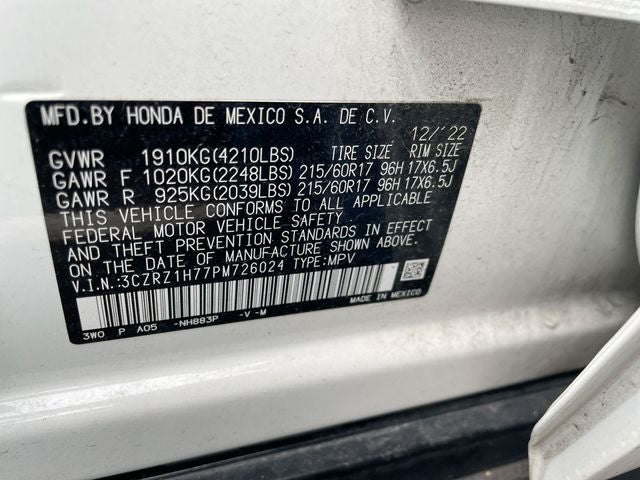 MFD.BY HONDA DE MEXICO S.A. DE C.V.
12/'22
GVWR 1910KG(4210LBS) TIRE SIZE RIM SIZE
GAWR F 1020KG(2248LBS) 215/60R17 96H 17X6.5J
GAWR R 925KG(2039LBS) 215/60R17 96H 17X6.5J
THIS VEHICLE CONFORMS TO ALL APPLICABLE
FEDERAL MOTOR VEHICLE SAFETY
AND THEFT PREVENTION STANDARDS IN EFFECT
ON THE DATE OF MANUFACTURE SHOWN ABOVE.
V.I.N.:3CZRZ1H77PM726024 TYPE:MPV
MADE IN MEXICO
3W0 P A05 -NH883P -V-M